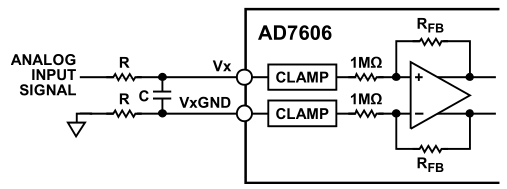 AD7606
RFB
ANALOG
INPUT
SIGNAL
R
Vx
CLAMP
1MΩ
+
C
R
VxGND
CLAMP
1MΩ
−
RFB